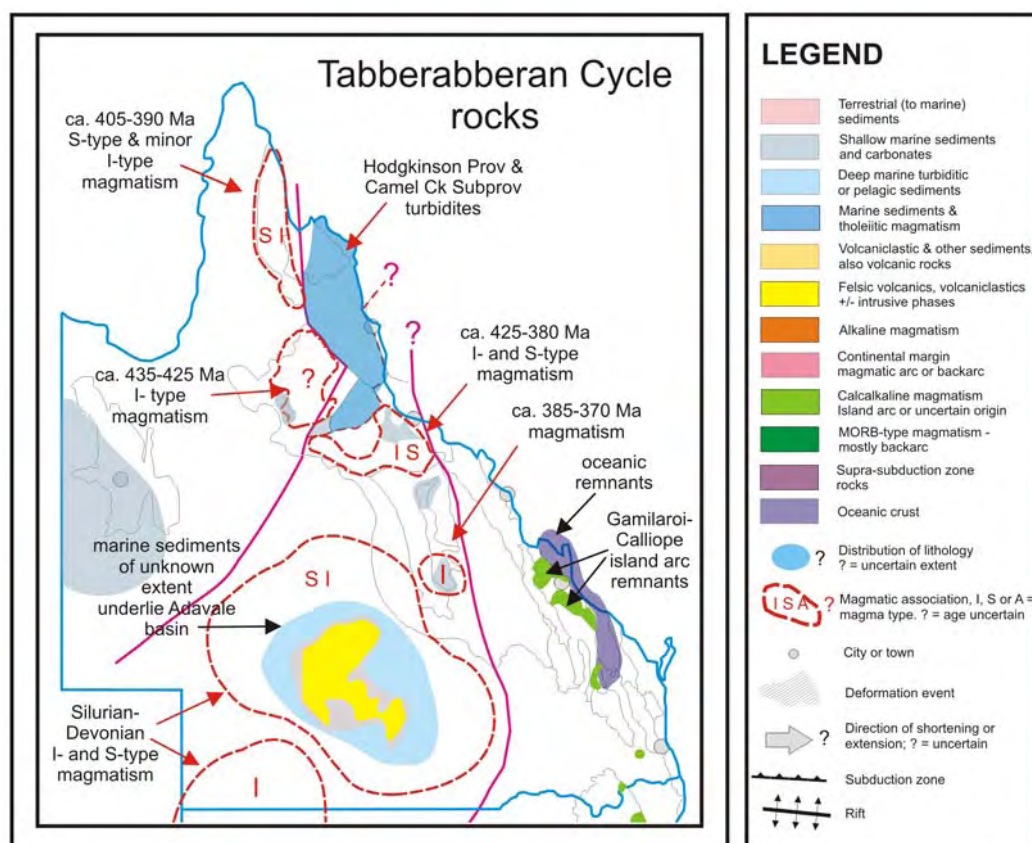 Tabberabberan Cycle
rocks
ca. 405-390 Ma
S-type & minor
I-type
magmatism
Hodgkinson Prov &
Camel Ck Subprov
turbidites
S I
?
?
ca. 425-380 Ma
I- and S-type
magmatism
ca. 435-425 Ma
I- type
magmatism
?
ca. 385-370 Ma
magmatism
I S
oceanic
remnants
Gamilaroi-
Calliope
island arc
remnants
marine sediments
of unknown
extent
underlie Adavale
basin
S I
I
Silurian-
Devonian
I- and S-type
magmatism
I
LEGEND
Terrestrial (to marine)
sediments
Shallow marine sediments
and carbonates
Deep marine turbiditic
or pelagic sediments
Marine sediments &
tholeiitic magmatism
Volcaniclastic & other sediments,
also volcanic rocks
Felsic volcanics, volcaniclastics
+/- intrusive phases
Alkaline magmatism
Continental margin
magmatic arc or backarc
Calcalkaline magmatism
Island arc or uncertain origin
MORB-type magmatism -
mostly backarc
Supra-subduction zone
rocks
Oceanic crust
? Distribution of lithology
? = uncertain extent
I S A ? Magmatic association, I, S or A =
magma type. ? = age uncertain
City or town
Deformation event
? Direction of shortening or
extension; ? = uncertain
Subduction zone
Rift